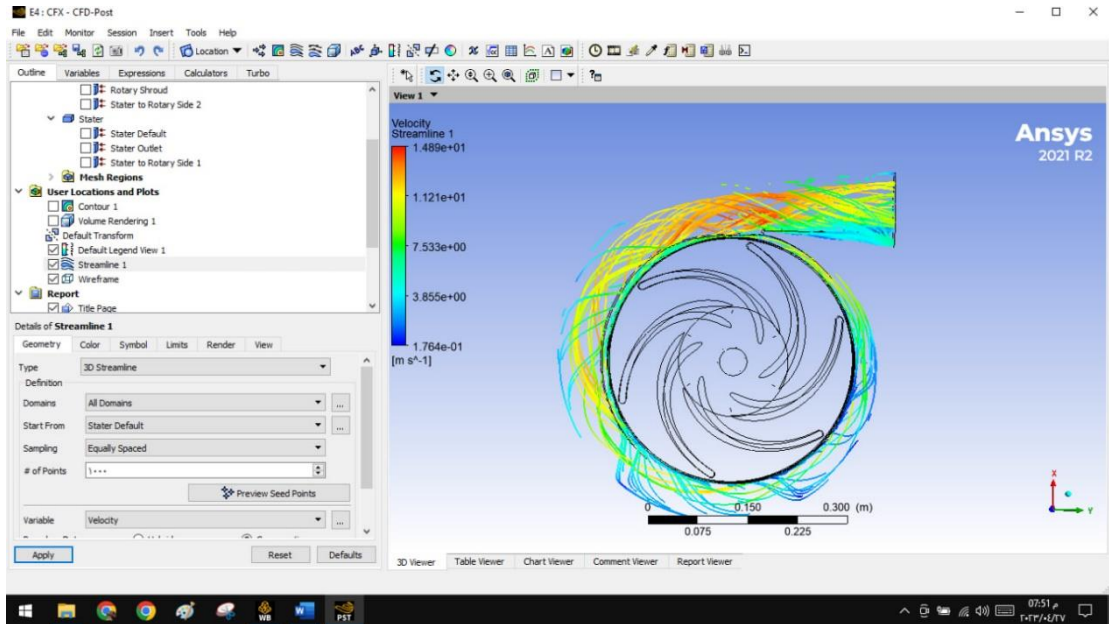 E4 : CFX - CFD-Post
File Edit Monitor Session Insert Tools Help
Location
Outline Variables Expressions Calculators Turbo
Rotary Shroud
Stater to Rotary Side 2
Stater
Stater Default
Stater Outlet
Stater to Rotary Side 1
Mesh Regions
User Locations and Plots
Contour 1
Volume Rendering 1
Default Transform
Default Legend View 1
Streamline 1
Wireframe
Report
Title Page
Details of Streamline 1
Geometry Color Symbol Limits Render View
Type 3D Streamline
Definition
Domains All Domains ...
Start From Stater Default ...
Sampling Equally Spaced
# of Points ١٠٠٠
Preview Seed Points
Variable Velocity ...
Apply Reset Defaults
View 1
Velocity
Streamline 1
1.489e+01
1.121e+01
7.533e+00
3.855e+00
1.764e-01
[m s^-1]
Ansys
2021 R2
0 0.150 0.300 (m)
0.075 0.225
X
Y
3D Viewer Table Viewer Chart Viewer Comment Viewer Report Viewer
WB
W
PST
07:51 م
٢٠٢٣/٠٤/٢٧